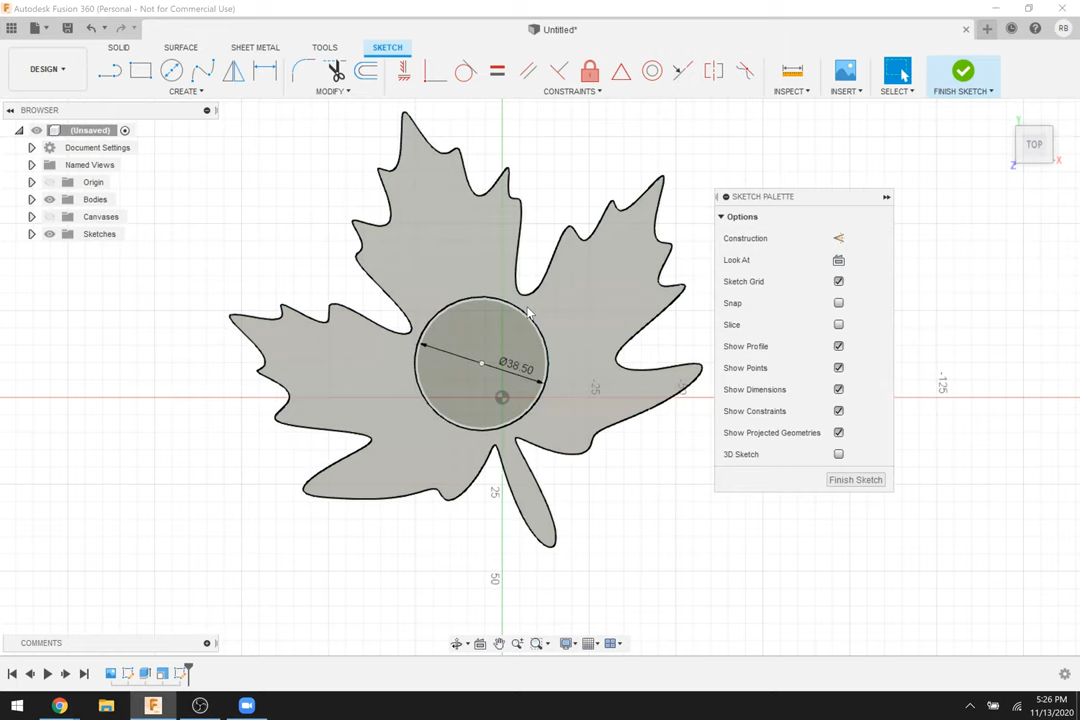 Autodesk Fusion 360 (Personal - Not for Commercial Use)
Untitled*
RB
DESIGN
SOLID SURFACE SHEET METAL TOOLS SKETCH
CREATE MODIFY CONSTRAINTS INSPECT INSERT SELECT FINISH SKETCH
BROWSER
(Unsaved)
Document Settings
Named Views
Origin
Bodies
Canvases
Sketches
Y
TOP
X
Z
SKETCH PALETTE
Options
Construction
Look At
Sketch Grid
Snap
Slice
Show Profile
Show Points
Show Dimensions
Show Constraints
Show Projected Geometries
3D Sketch
Finish Sketch
Ø38.50
-25
-125
25
50
COMMENTS
5:26 PM
11/13/2020